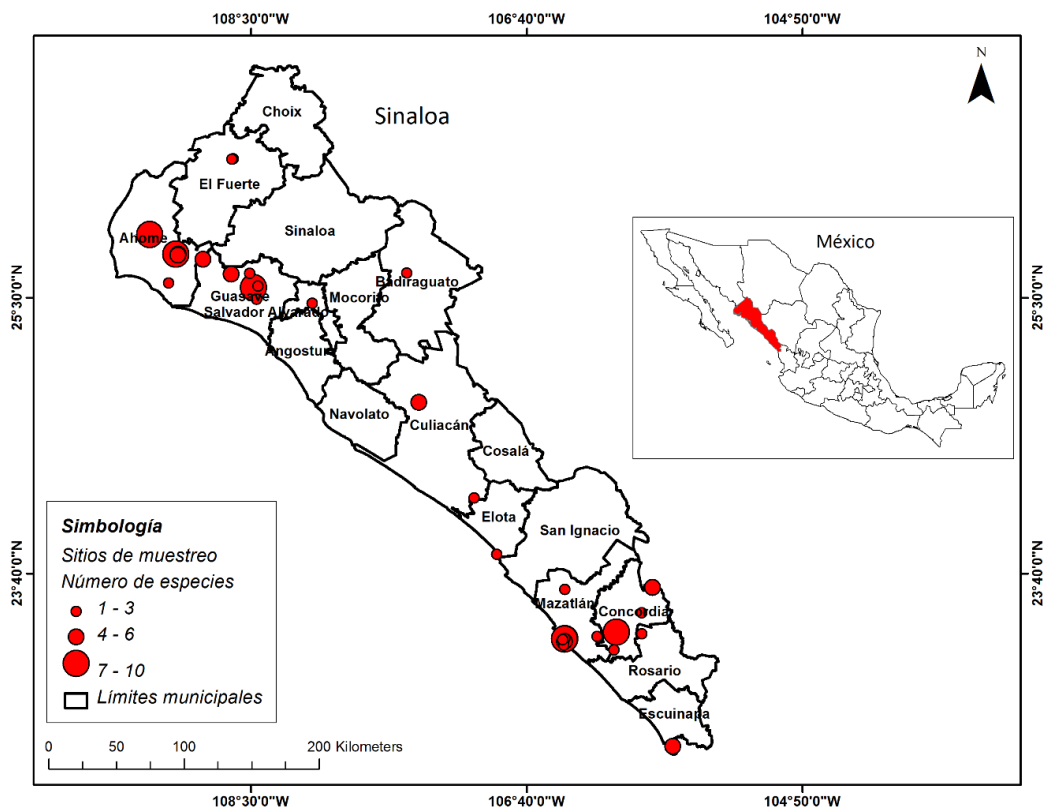 108°30'0"W
106°40'0"W
104°50'0"W
N
Sinaloa
Choix
El Fuerte
Sinaloa
Ahome
México
Badiraguato
Mocorito
Guasave
Salvador Alvarado
25°30'0"N
25°30'0"N
Angostura
Navolato
Culiacán
Cosalá
Elota
San Ignacio
Simbología
Sitios de muestreo
Número de especies
1 - 3
4 - 6
7 - 10
Límites municipales
23°40'0"N
23°40'0"N
Mazatlán
Concordia
Rosario
Escuinapa
0 50 100 200 Kilometers
108°30'0"W
106°40'0"W
104°50'0"W